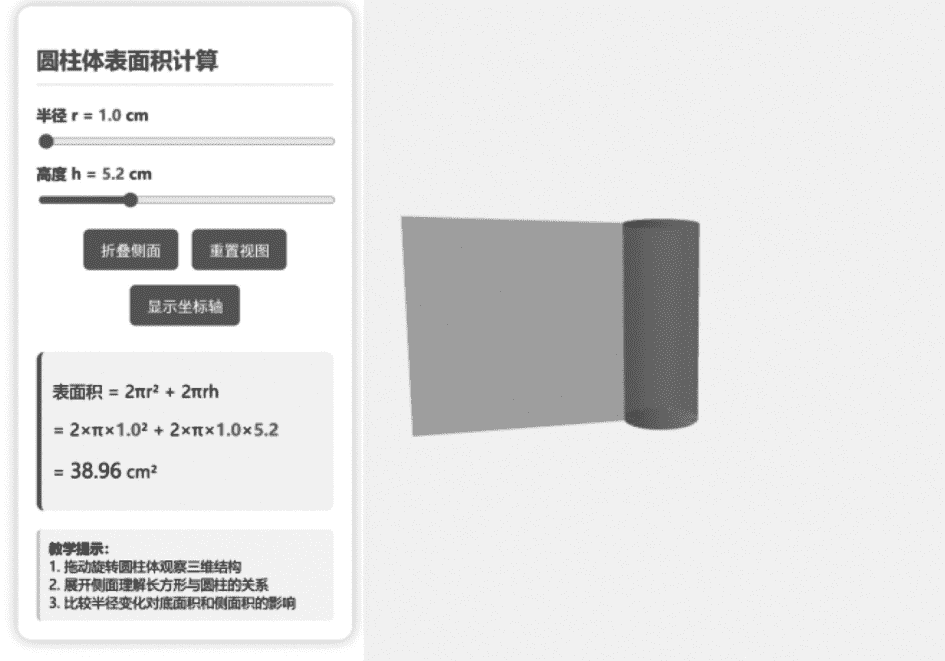 圆柱体表面积计算
半径 r = 1.0 cm
高度 h = 5.2 cm
折叠侧面
重置视图
显示坐标轴
表面积 = 2πr² + 2πrh
= 2×π×1.0² + 2×π×1.0×5.2
= 38.96 cm²
教学提示：
1. 拖动旋转圆柱体观察三维结构
2. 展开侧面理解长方形与圆柱的关系
3. 比较半径变化对底面积和侧面积的影响